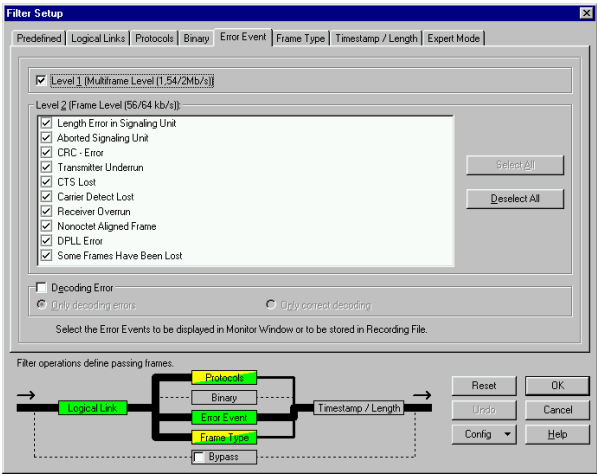 Filter Setup
Predefined Logical Links Protocols Binary Error Event Frame Type Timestamp / Length Expert Mode
Level 1 (Multiframe Level (1,54/2Mb/s))
Level 2 (Frame Level (56/64 kb/s)):
Length Error in Signaling Unit
Aborted Signaling Unit
CRC - Error
Transmitter Underrun
CTS Lost
Carrier Detect Lost
Receiver Overrun
Nonoctet Aligned Frame
DPLL Error
Some Frames Have Been Lost
Select All
Deselect All
Decoding Error
Only decoding errors Only correct decoding
Select the Error Events to be displayed in Monitor Window or to be stored in Recording File.
Filter operations define passing frames.
Protocols
Binary
Logical Link Error Event Timestamp / Length
Frame Type
Bypass
Reset OK
Undo Cancel
Config Help